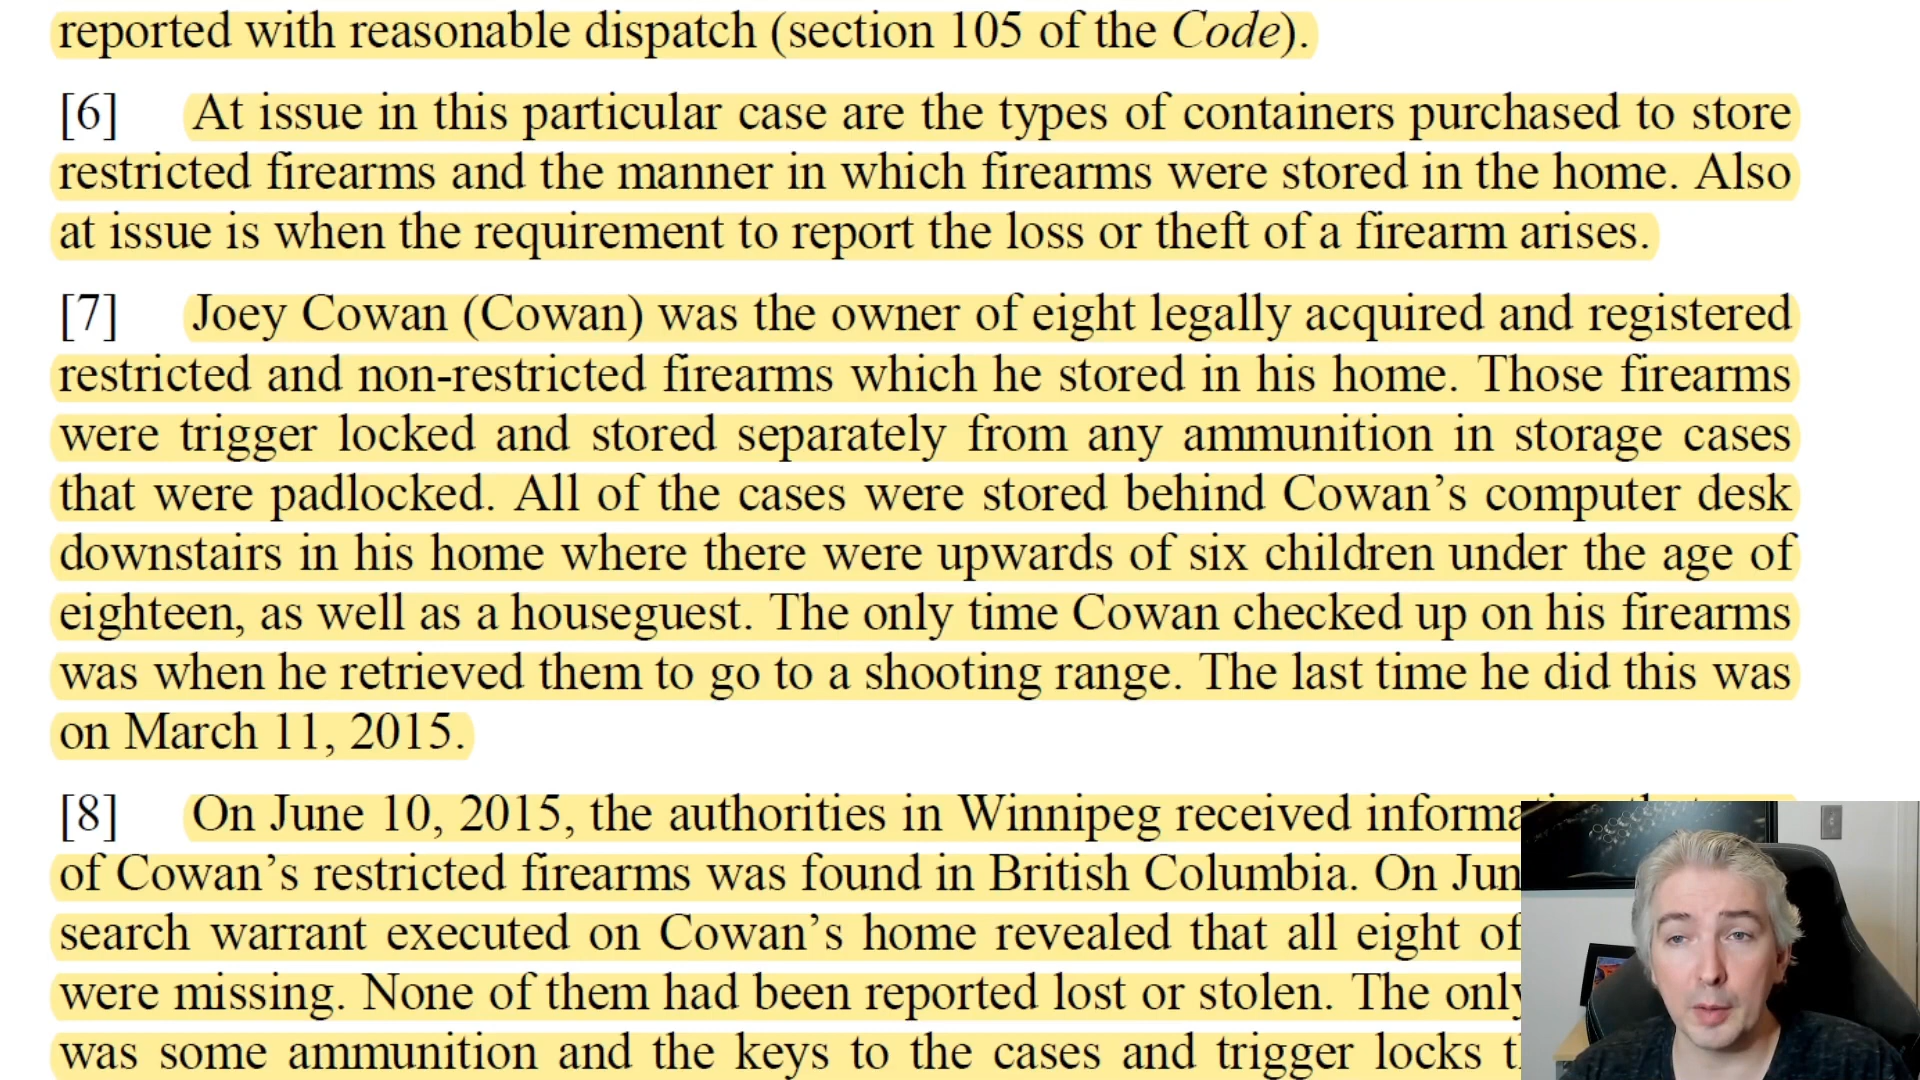 reported with reasonable dispatch (section 105 of the Code).
[6] At issue in this particular case are the types of containers purchased to store
restricted firearms and the manner in which firearms were stored in the home. Also
at issue is when the requirement to report the loss or theft of a firearm arises.
[7] Joey Cowan (Cowan) was the owner of eight legally acquired and registered
restricted and non-restricted firearms which he stored in his home. Those firearms
were trigger locked and stored separately from any ammunition in storage cases
that were padlocked. All of the cases were stored behind Cowan’s computer desk
downstairs in his home where there were upwards of six children under the age of
eighteen, as well as a houseguest. The only time Cowan checked up on his firearms
was when he retrieved them to go to a shooting range. The last time he did this was
on March 11, 2015.
[8] On June 10, 2015, the authorities in Winnipeg received
of Cowan’s restricted firearms was found in British Columbia. On
search warrant executed on Cowan’s home revealed that all eight of
were missing. None of them had been reported lost or stolen. The only
was some ammunition and the keys to the cases and trigger locks